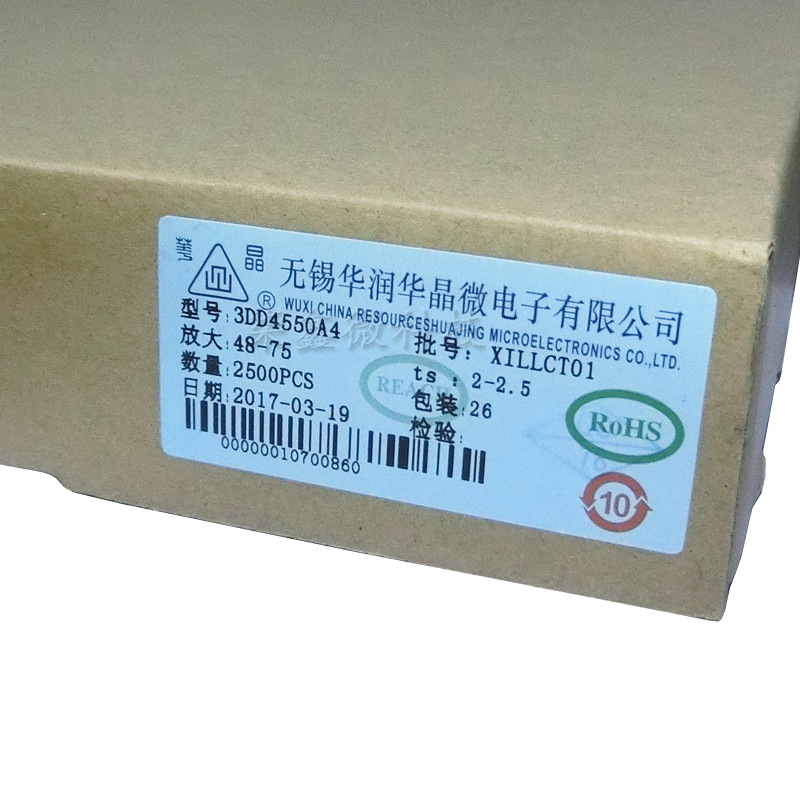 華 晶
®
无锡华润华晶微电子有限公司
WUXI.CHINA RESOURCESHUAJING MICROELECTRONICS CO.,LTD.
型号: 3DD4550A4
批号: XILLCT01
放大: 48-75
ts : 2-2.5
数量: 2500PCS
包装: 26
日期: 2017-03-19
检验:
REACH
RoHS
00000010700860
10